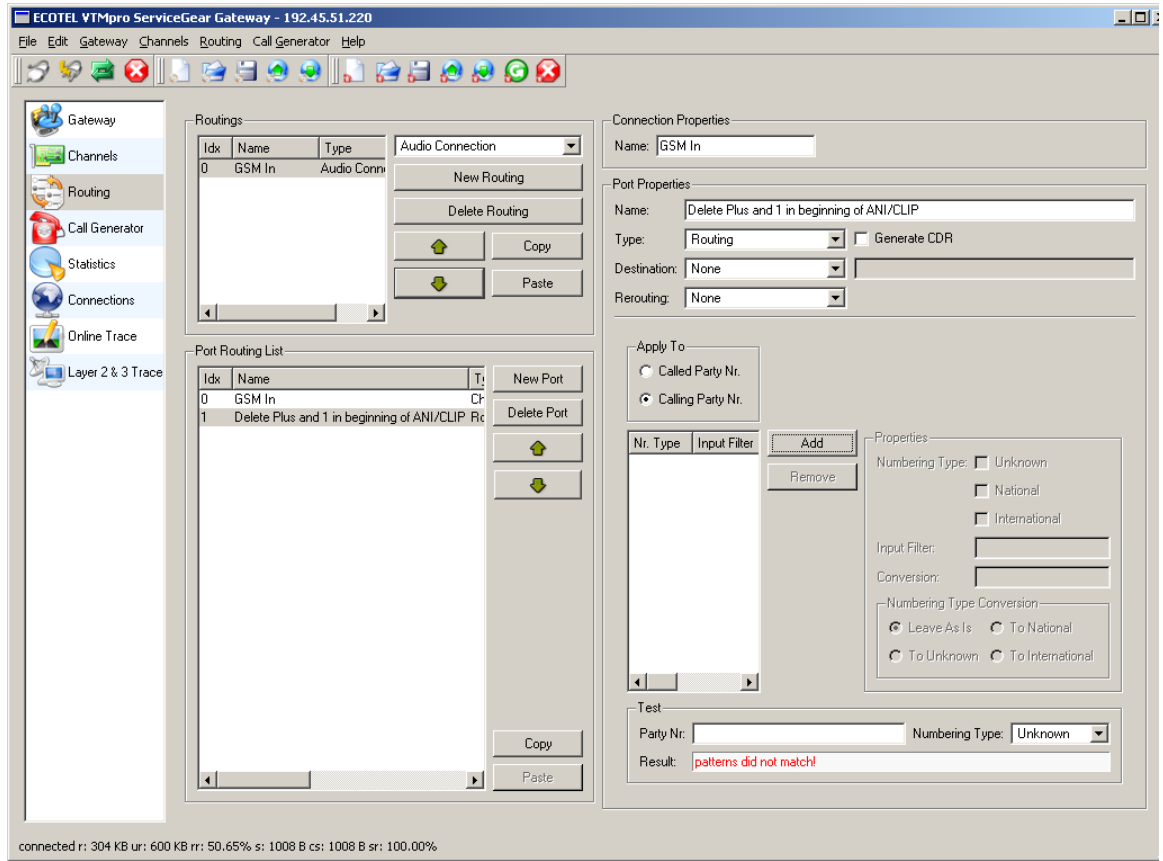 ECOTEL VTMpro ServiceGear Gateway - 192.45.51.220
File Edit Gateway Channels Routing Call Generator Help
Gateway
Channels
Routing
Call Generator
Statistics
Connections
Online Trace
Layer 2 & 3 Trace
Routings
Idx Name Type
0 GSM In Audio Conn
Audio Connection
New Routing
Delete Routing
Copy
Paste
Port Routing List
Idx Name Ty
0 GSM In Ch
1 Delete Plus and 1 in beginning of ANI/CLIP Ro
New Port
Delete Port
Copy
Paste
Connection Properties
Name: GSM In
Port Properties
Name: Delete Plus and 1 in beginning of ANI/CLIP
Type: Routing Generate CDR
Destination: None
Rerouting: None
Apply To
Called Party Nr.
Calling Party Nr.
Nr. Type Input Filter
Add
Remove
Properties
Numbering Type: Unknown
National
International
Input Filter:
Conversion:
Numbering Type Conversion
Leave As Is To National
To Unknown To International
Test
Party Nr: Numbering Type: Unknown
Result: patterns did not match!
connected r: 304 KB ur: 600 KB rr: 50.65% s: 1008 B cs: 1008 B sr: 100.00%